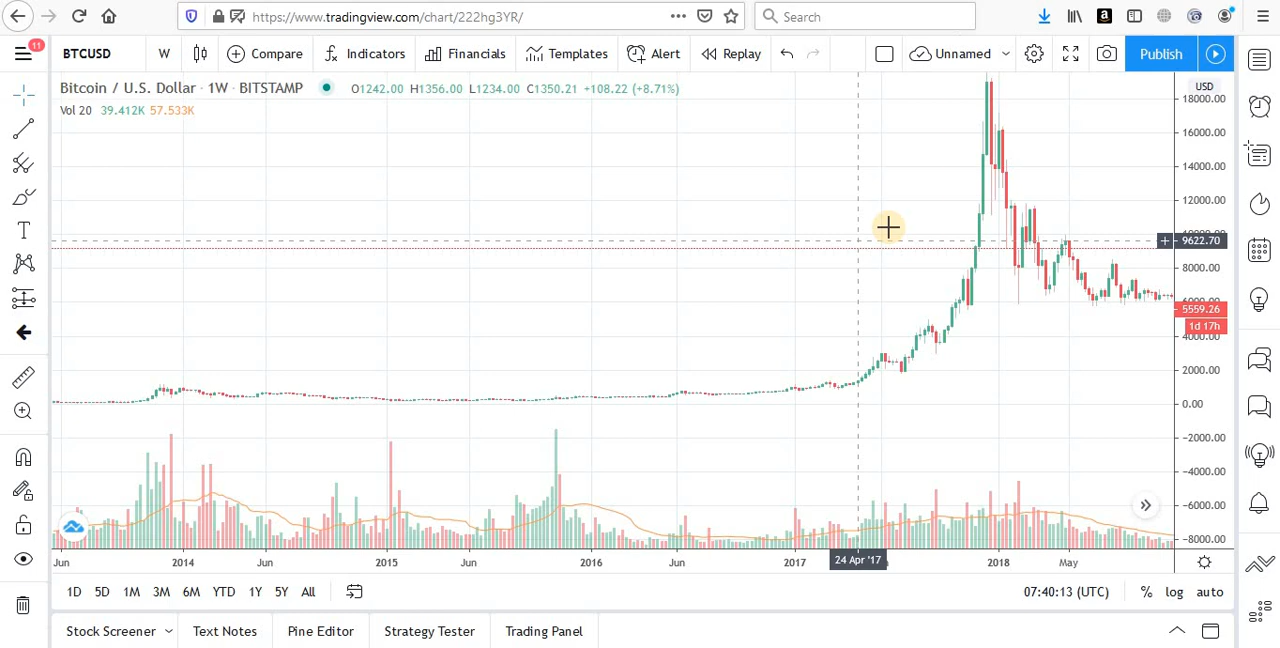 https://www.tradingview.com/chart/222hg3YR/
Search
11
BTCUSD
W
Compare
Indicators
Financials
Templates
Alert
Replay
Unnamed
Publish
Bitcoin / U.S. Dollar · 1W · BITSTAMP
O1242.00 H1356.00 L1234.00 C1350.21 +108.22 (+8.71%)
Vol 20 39.412K 57.533K
USD
18000.00
16000.00
14000.00
12000.00
9622.70
8000.00
5559.26
1d 17h
4000.00
2000.00
0.00
-2000.00
-4000.00
-6000.00
-8000.00
Jun 2014 Jun 2015 Jun 2016 Jun 2017 24 Apr '17 2018 May
1D 5D 1M 3M 6M YTD 1Y 5Y All
07:40:13 (UTC)
% log auto
Stock Screener
Text Notes
Pine Editor
Strategy Tester
Trading Panel